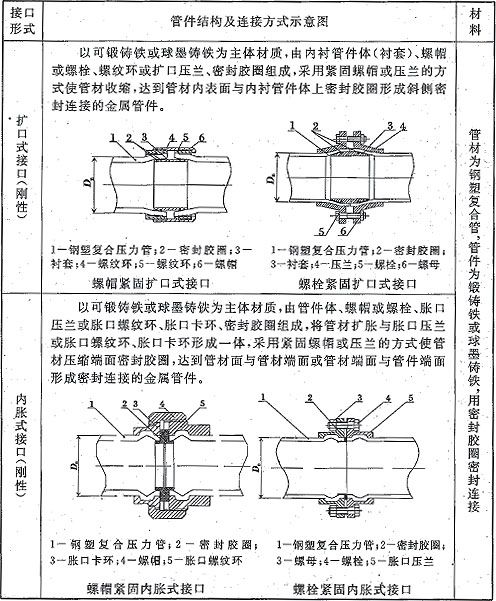 接口形式
管件结构及连接方式示意图
材料
扩口式接口(刚性)
以可锻铸铁或球墨铸铁为主体材质,由内衬管件体(衬套)、螺帽
或螺栓、螺纹环或扩口压兰、密封胶圈组成,采用紧固螺帽或压兰的方
式使管材收缩,达到管材内表面与内衬管件体上密封胶圈形成斜侧密
封连接的金属管件。
1 2 3 4 5 6
1 2 3 4
5 6
1—钢塑复合压力管;2—密封胶圈;3—
衬套;4—螺纹环;5—螺纹环;6—螺帽
螺帽紧固扩口式接口
1—钢塑复合压力管;2—密封胶圈;
3—衬套;4—压兰;5—螺栓;6—螺母
螺栓紧固扩口式接口
内胀式接口(刚性)
以可锻铸铁或球墨铸铁为主体材质,由管件体、螺帽或螺栓、胀口
压兰或胀口螺纹环、胀口卡环、密封胶圈组成,将管材扩胀与胀口压兰
或胀口螺纹环、胀口卡环形成一体,采用紧固螺帽或压兰的方式使管
材压缩端面密封胶圈,达到管材面与管材端面或管材端面与管件端面
形成密封连接的金属管件。
1 2 3 4 5
1 2 3 4 5
1—钢塑复合压力管;2—密封胶圈;
3—胀口卡环;4—螺帽;5—胀口螺纹环
螺帽紧固内胀式接口
1—钢塑复合压力管;2—密封胶圈;
3—螺母;4—螺栓;5—胀口压兰
螺栓紧固内胀式接口
管材为钢塑复合管,管件为锻铸铁或球墨铸铁,用密封胶圈密封连接